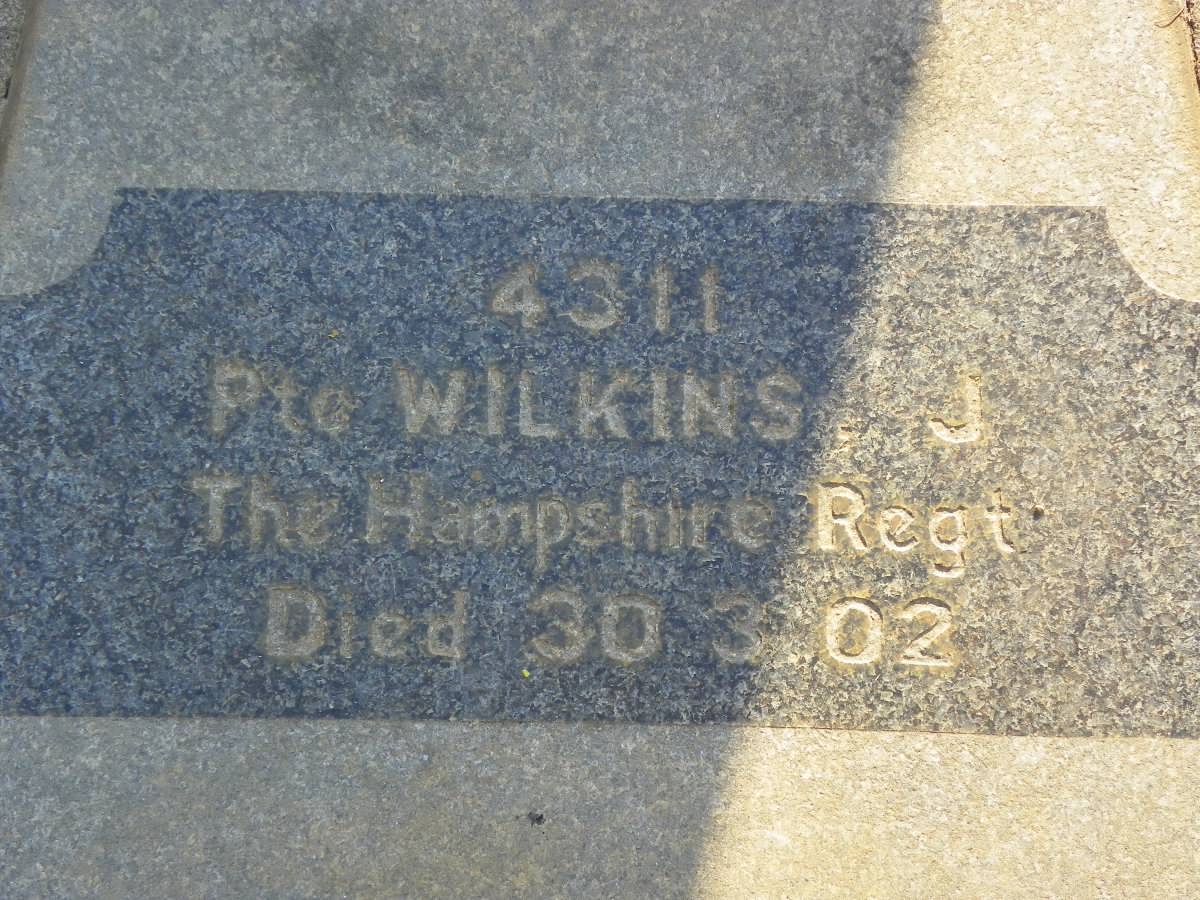 4311
Pte WILKINS. J
The Hampshire Regt.
Died 30 3 02